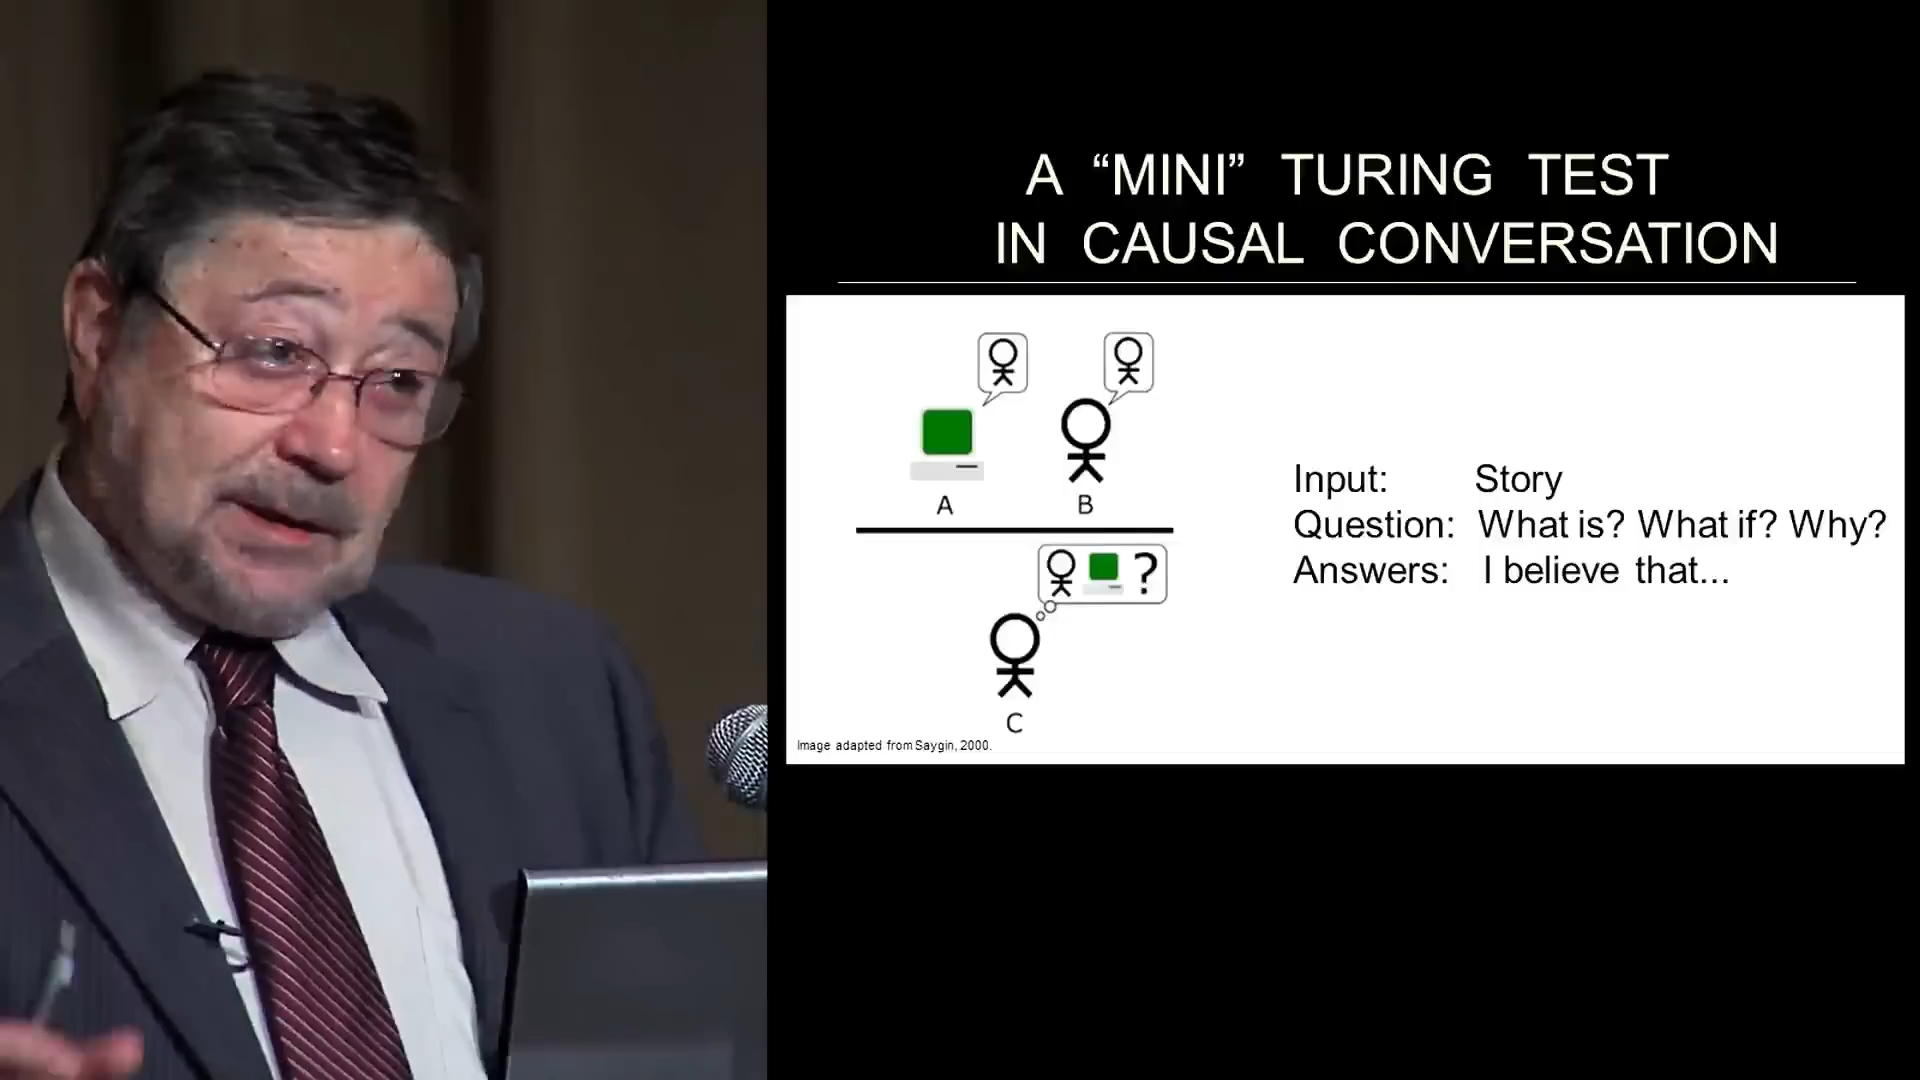 A “MINI” TURING TEST
IN CAUSAL CONVERSATION
A
B
?
C
Input: Story
Question: What is? What if? Why?
Answers: I believe that...
Image adapted from Saygin, 2000.